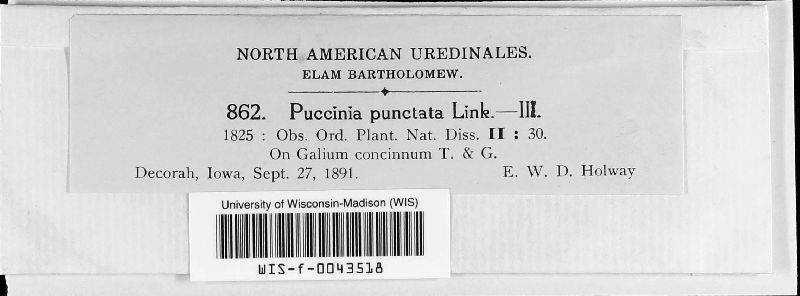 NORTH AMERICAN UREDINALES.
ELAM BARTHOLOMEW.
862. Puccinia punctata Link.—III.
1825 : Obs. Ord. Plant. Nat. Diss. II : 30.
On Galium concinnum T. & G.
Decorah, Iowa, Sept. 27, 1891. E. W. D. Holway
University of Wisconsin-Madison (WIS)
WIS-f-0043518